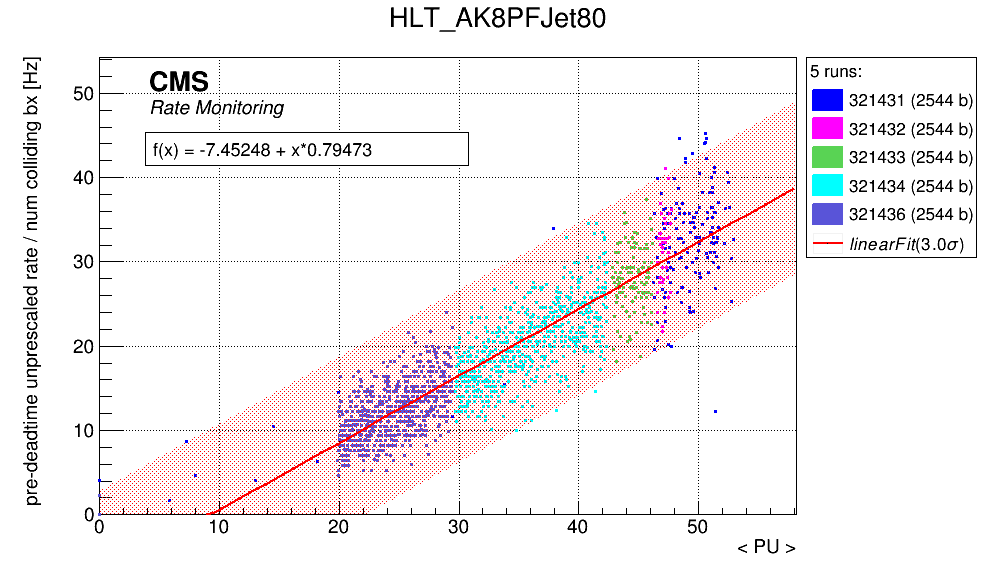 HLT_AK8PFJet80
pre-deadtime unprescaled rate / num colliding bx [Hz]
CMS
Rate Monitoring
f(x) = -7.45248 + x*0.79473
50
40
30
20
10
0
0 10 20 30 40 50
< PU >
5 runs:
321431 (2544 b)
321432 (2544 b)
321433 (2544 b)
321434 (2544 b)
321436 (2544 b)
linearFit(3.0σ)